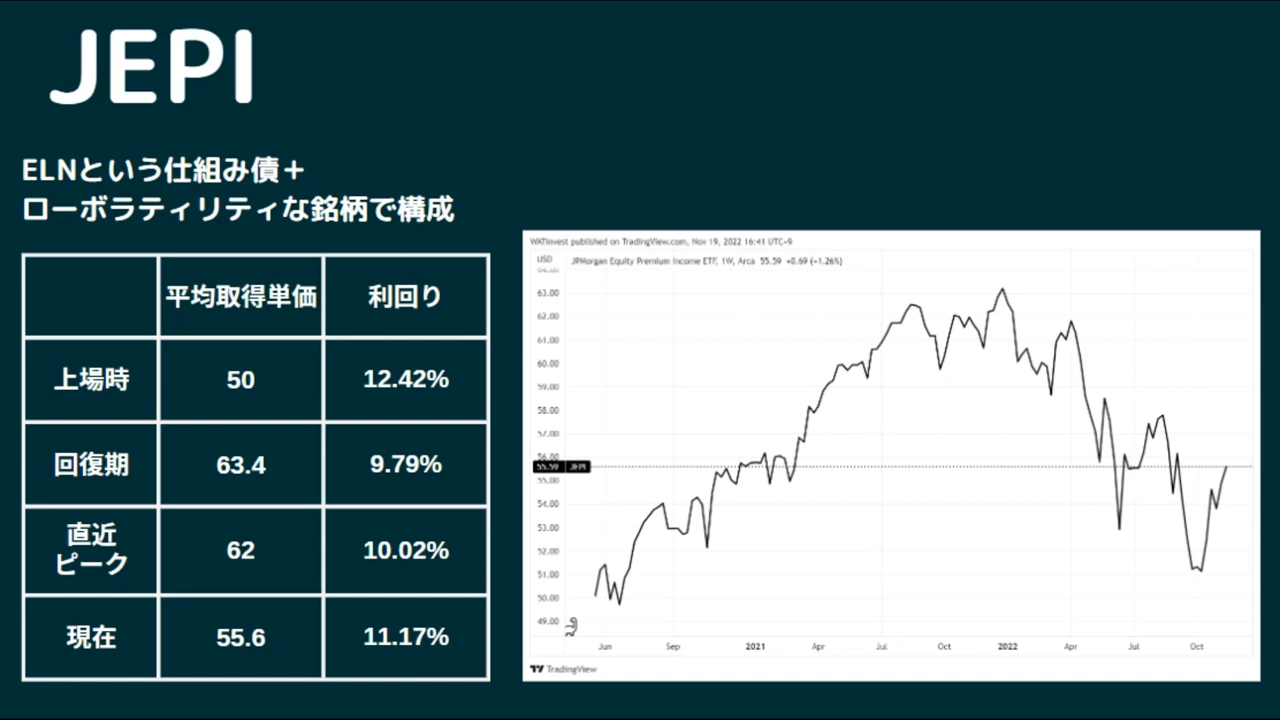 JEPI
ELNという仕組み債＋
ローボラティリティな銘柄で構成
平均取得単価 利回り
上場時 50 12.42%
回復期 63.4 9.79%
直近
ピーク 62 10.02%
現在 55.6 11.17%
WATInvest published on TradingView.com, Nov 19, 2022 16:41 UTC-9
USD JPMorgan Equity Premium Income ETF, 1W, Arca 55.59 +0.69 (+1.26%)
64.00
63.00
62.00
61.00
60.00
59.00
58.00
57.00
56.00
55.59 JEPI
55.00
54.00
53.00
52.00
51.00
50.00
49.00
Jun Sep 2021 Apr Jul Oct 2022 Apr Jul Oct
TradingView